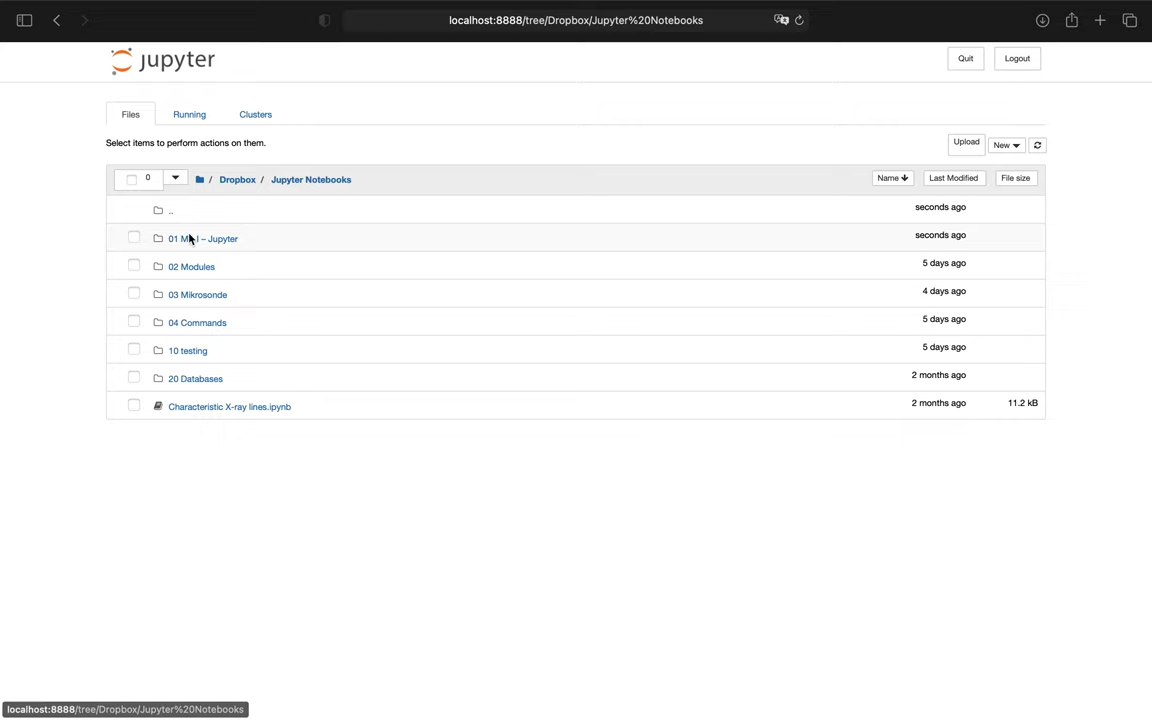 localhost:8888/tree/Dropbox/Jupyter%20Notebooks
jupyter
Quit
Logout
Files
Running
Clusters
Select items to perform actions on them.
Upload
New
0
/ Dropbox / Jupyter Notebooks
Name
Last Modified
File size
..
seconds ago
01 – Jupyter
seconds ago
02 Modules
5 days ago
03 Mikrosonde
4 days ago
04 Commands
5 days ago
10 testing
5 days ago
20 Databases
2 months ago
Characteristic X-ray lines.ipynb
2 months ago
11.2 kB
localhost:8888/tree/Dropbox/Jupyter%20Notebooks